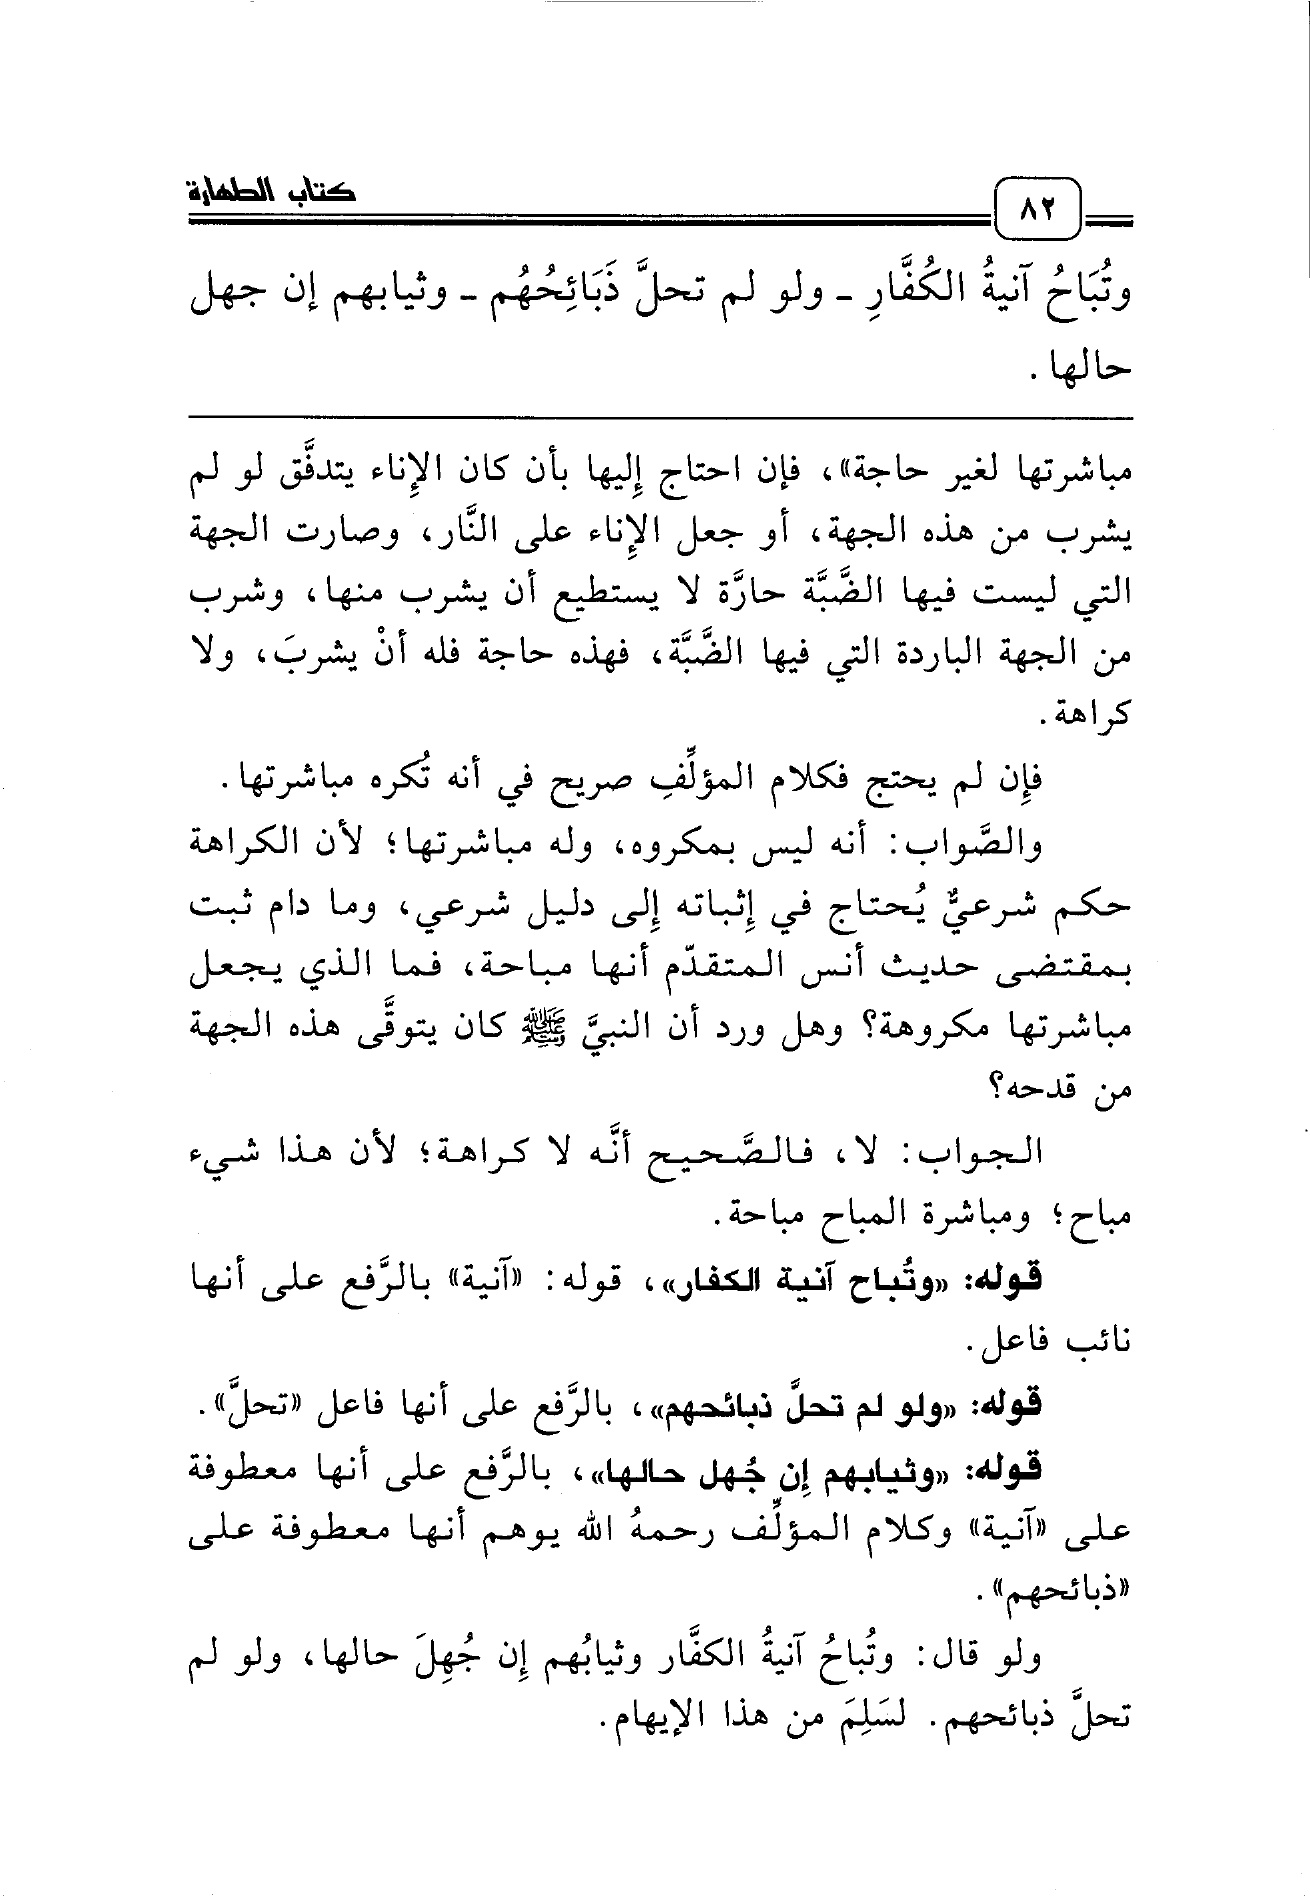 كتاب الطهارة
٨٢
وتُبَاحُ آنيةُ الكُفَّارِ ـ ولو لم تحلَّ ذَبَائِحُهُم ـ وثيابهم إن جهل
حالها .
مباشرتها لغير حاجة»، فإن احتاج إِليها بأن كان الإِناء يتدفَّق لو لم
يشرب من هذه الجهة، أو جعل الإِناء على النَّار، وصارت الجهة
التي ليست فيها الضَّبَّة حارَّة لا يستطيع أن يشرب منها، وشرب
من الجهة الباردة التي فيها الضَّبَّة، فهذه حاجة فله أنْ يشربَ، ولا
كراهة.
فإِن لم يحتج فكلام المؤلِّفِ صريح في أنه تُكره مباشرتها.
والصَّواب: أنه ليس بمكروه، وله مباشرتها؛ لأن الكراهة
حكم شرعيٌّ يُحتاج في إِثباته إِلى دليل شرعي، وما دام ثبت
بمقتضى حديث أنس المتقدّم أنها مباحة، فما الذي يجعل
مباشرتها مكروهة؟ وهل ورد أن النبيَّ ﷺ كان يتوقَّى هذه الجهة
من قدحه؟
الجواب: لا، فالصَّحيح أنَّه لا كراهة؛ لأن هذا شيء
مباح؛ ومباشرة المباح مباحة.
قوله: «وتُباح آنية الكفار»، قوله: «آنية» بالرَّفع على أنها
نائب فاعل.
قوله: «ولو لم تحلَّ ذبائحهم»، بالرَّفع على أنها فاعل «تحلَّ».
قوله: «وثيابهم إِن جُهل حالها»، بالرَّفع على أنها معطوفة
على «آنية» وكلام المؤلِّف رحمهُ الله يوهم أنها معطوفة على
«ذبائحهم».
ولو قال: وتُباحُ آنيةُ الكفَّار وثيابُهم إِن جُهِلَ حالها، ولو لم
تحلَّ ذبائحهم. لسَلِمَ من هذا الإيهام.